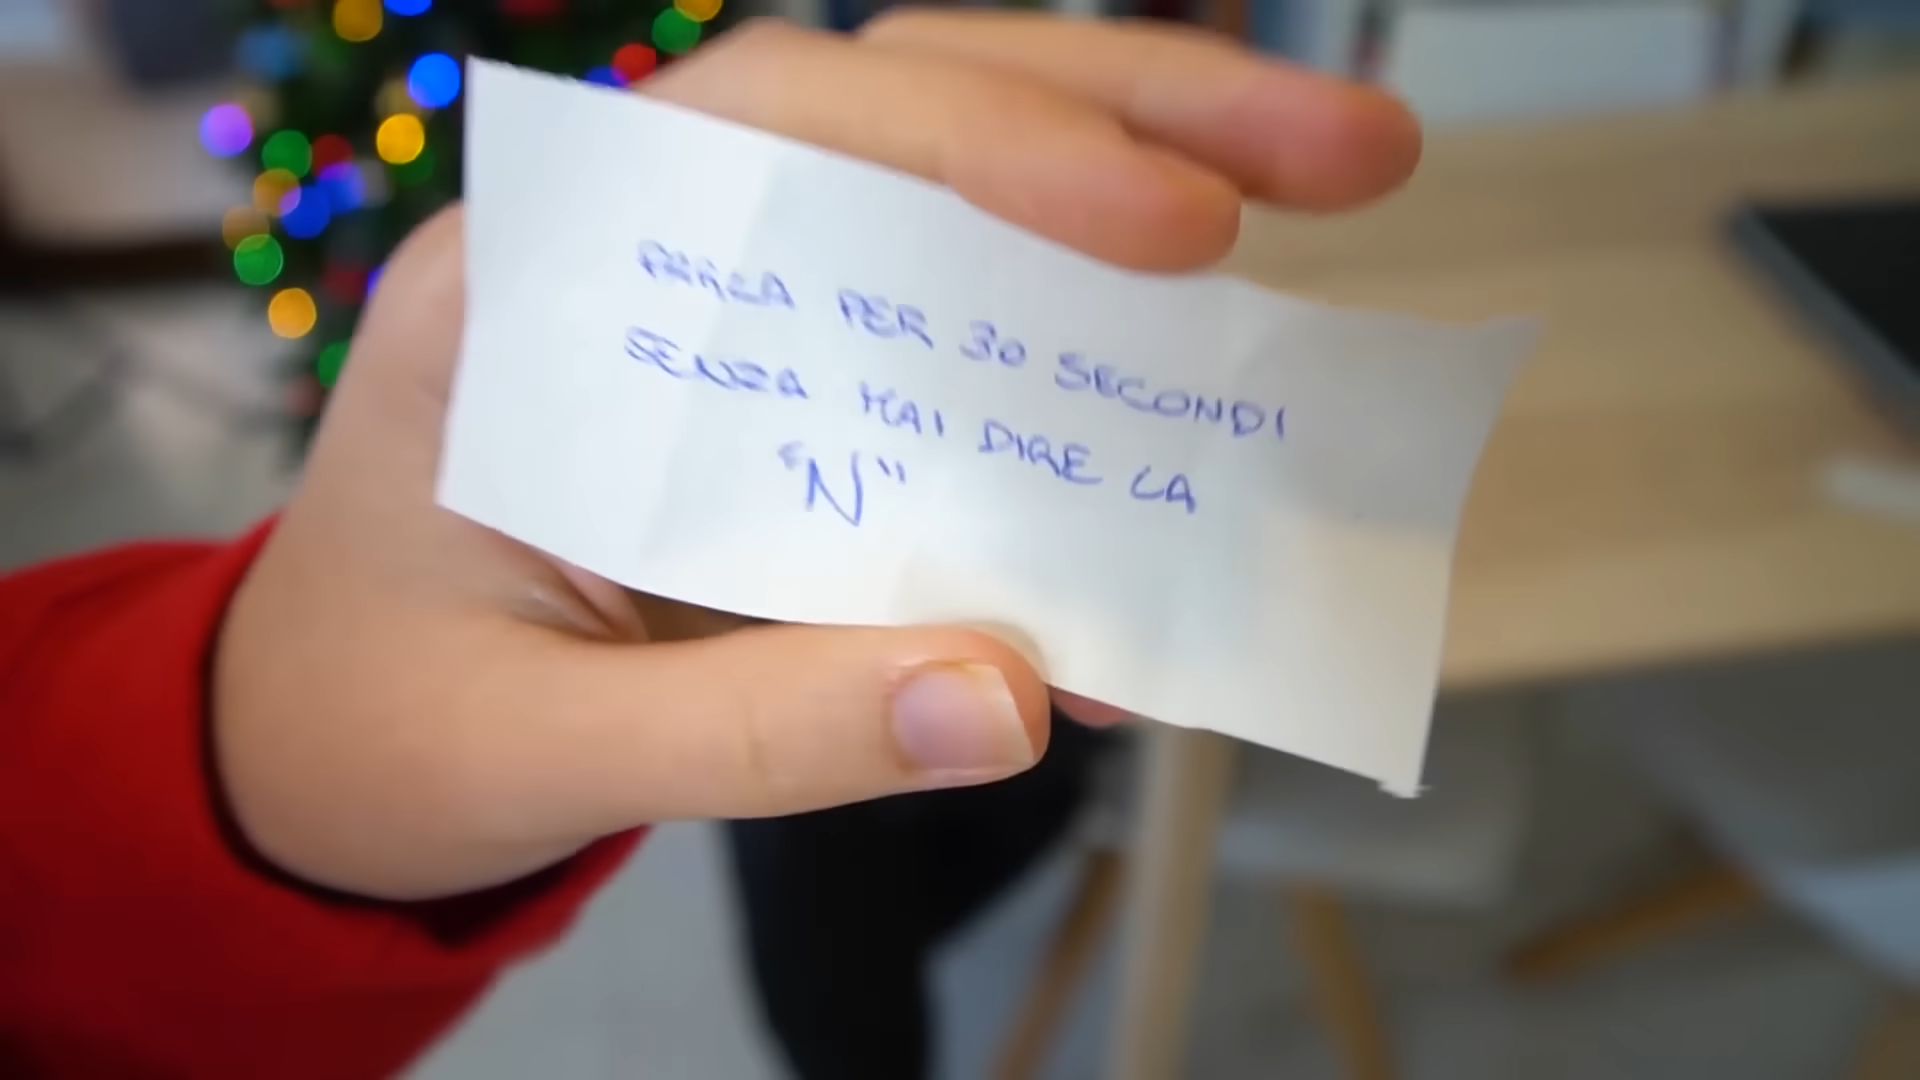 PARLA PER 30 SECONDI
SENZA MAI DIRE LA
"N"